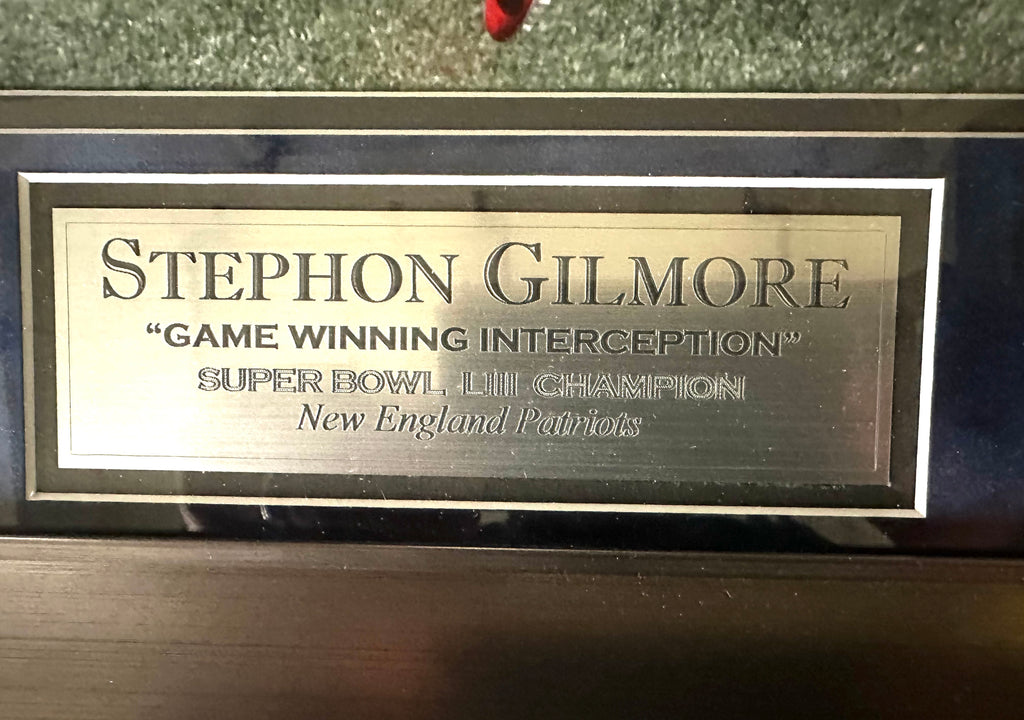 STEPHON GILMORE
“GAME WINNING INTERCEPTION”
SUPER BOWL LIII CHAMPION
New England Patriots